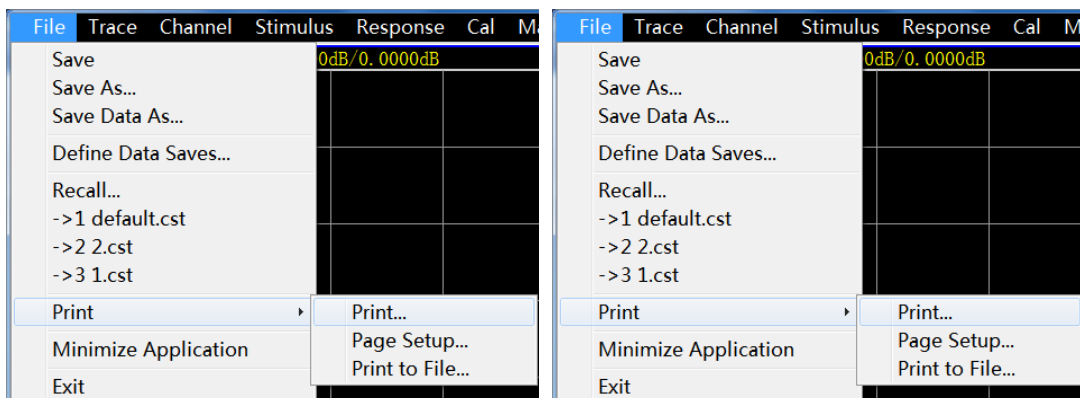 File Trace Channel Stimulus Response Cal
0dB/0.0000dB
Save
Save As...
Save Data As...
Define Data Saves...
Recall...
->1 default.cst
->2 2.cst
->3 1.cst
Print
Print...
Page Setup...
Print to File...
Minimize Application
Exit
File Trace Channel Stimulus Response Cal
0dB/0.0000dB
Save
Save As...
Save Data As...
Define Data Saves...
Recall...
->1 default.cst
->2 2.cst
->3 1.cst
Print
Print...
Page Setup...
Print to File...
Minimize Application
Exit